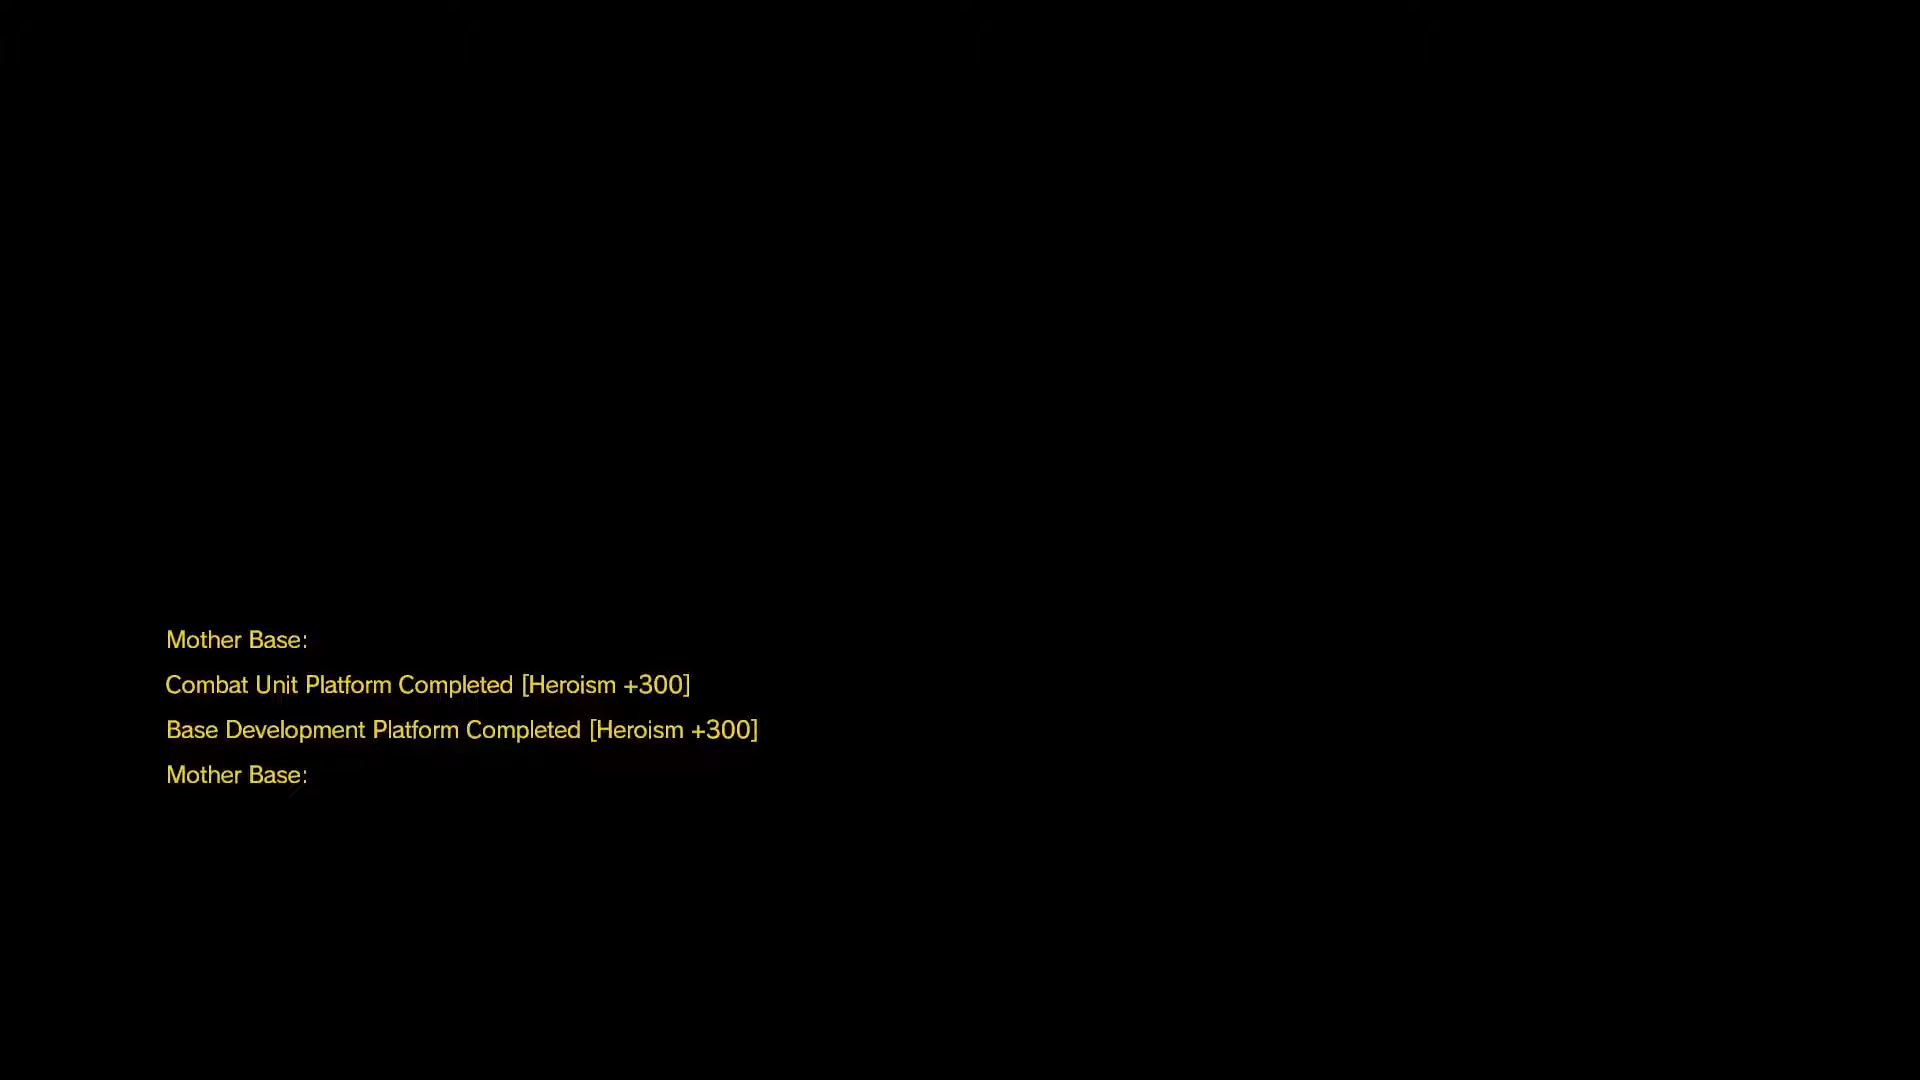 Mother Base:
Combat Unit Platform Completed [Heroism +300]
Base Development Platform Completed [Heroism +300]
Mother Base: